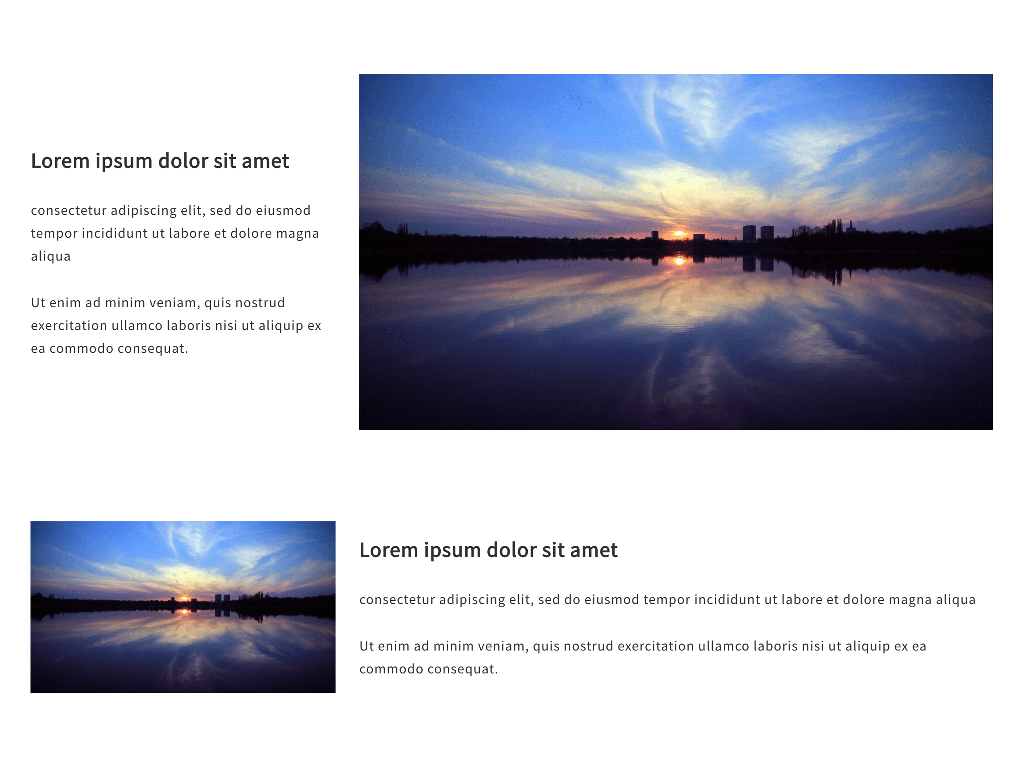 Lorem ipsum dolor sit amet
consectetur adipiscing elit, sed do eiusmod
tempor incididunt ut labore et dolore magna
aliqua
Ut enim ad minim veniam, quis nostrud
exercitation ullamco laboris nisi ut aliquip ex
ea commodo consequat.
Lorem ipsum dolor sit amet
consectetur adipiscing elit, sed do eiusmod tempor incididunt ut labore et dolore magna aliqua
Ut enim ad minim veniam, quis nostrud exercitation ullamco laboris nisi ut aliquip ex ea
commodo consequat.